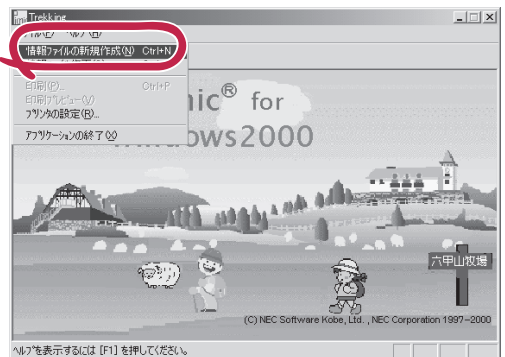 Trekking
ファイル(F) ヘルプ(H)
情報ファイルの新規作成(N) Ctrl+N
印刷(P)... Ctrl+P
印刷プレビュー(V)
プリンタの設定(R)...
アプリケーションの終了(X)
nic® for
indows2000
六甲山牧場
(C) NEC Software Kobe, Ltd., NEC Corporation 1997-2000
ヘルプを表示するには [F1] を押してください。